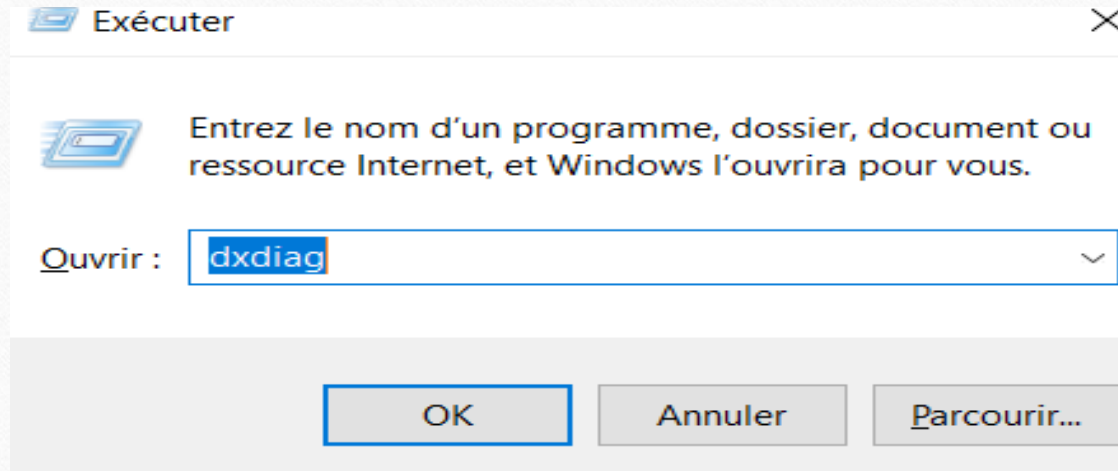 Exécuter
Entrez le nom d'un programme, dossier, document ou
ressource Internet, et Windows l'ouvrira pour vous.
Ouvrir :
dxdiag
OK
Annuler
Parcourir...